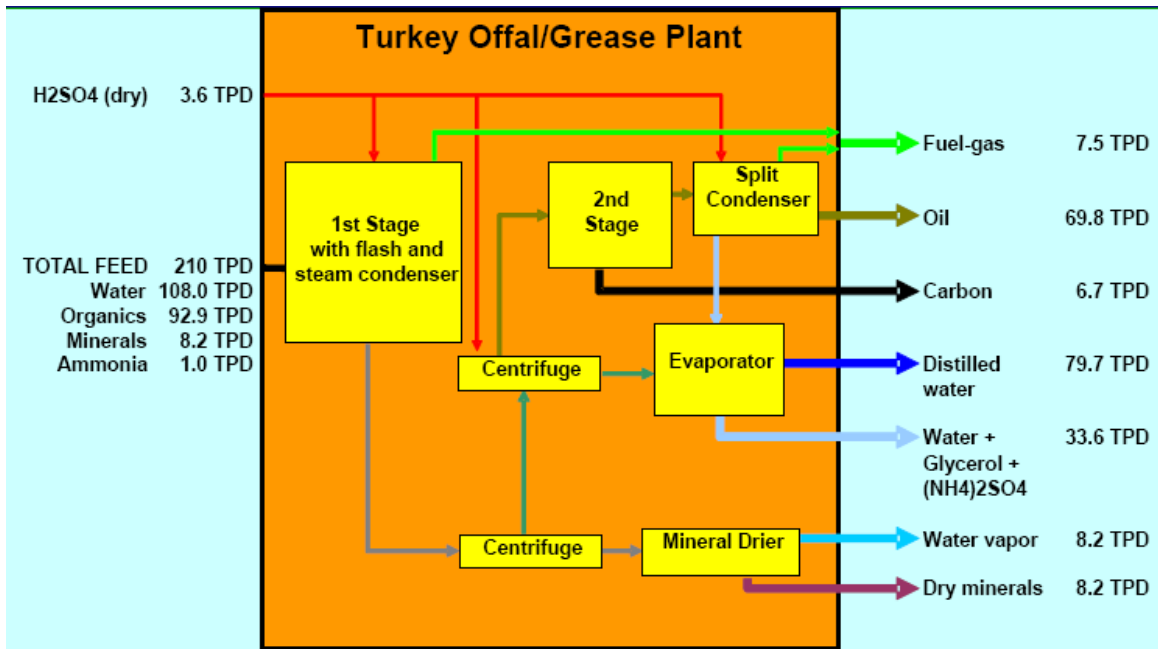 Turkey Offal/Grease Plant
H2SO4 (dry) 3.6 TPD
TOTAL FEED 210 TPD
Water 108.0 TPD
Organics 92.9 TPD
Minerals 8.2 TPD
Ammonia 1.0 TPD
1st Stage
with flash and
steam condenser
2nd
Stage
Split
Condenser
Centrifuge
Evaporator
Centrifuge
Mineral Drier
Fuel-gas 7.5 TPD
Oil 69.8 TPD
Carbon 6.7 TPD
Distilled 79.7 TPD
water
Water + 33.6 TPD
Glycerol +
(NH4)2SO4
Water vapor 8.2 TPD
Dry minerals 8.2 TPD